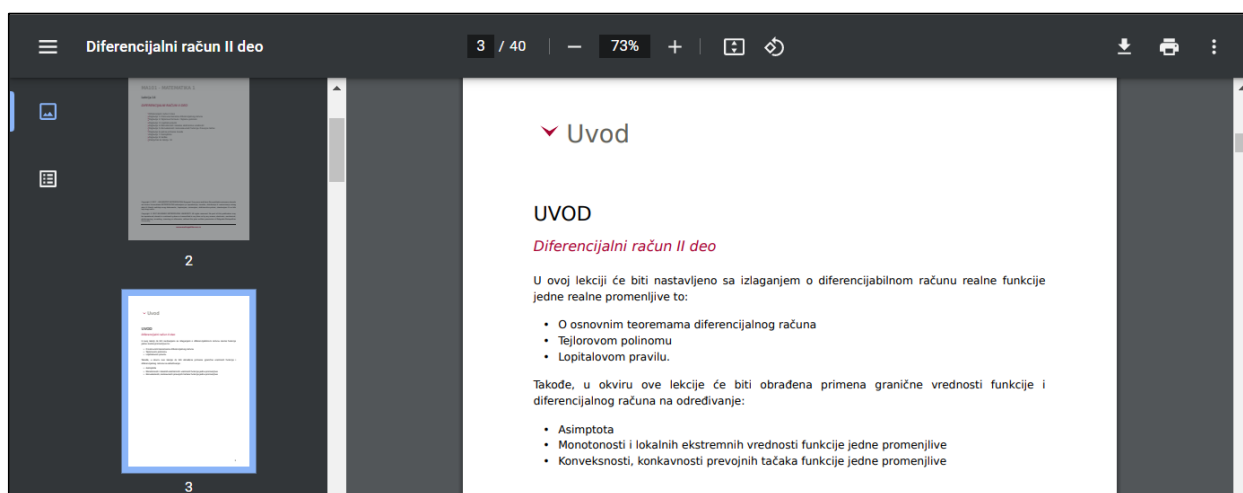 Diferencijalni račun II deo
3 / 40
73%
2
3
Uvod
UVOD
Diferencijalni račun II deo
U ovoj lekciji će biti nastavljeno sa izlaganjem o diferencijabilnom računu realne funkcije
jedne realne promenljive to:
• O osnovnim teoremama diferencijalnog računa
• Tejlorovom polinomu
• Lopitalovom pravilu.
Takođe, u okviru ove lekcije će biti obrađena primena granične vrednosti funkcije i
diferencijalnog računa na određivanje:
• Asimptota
• Monotonosti i lokalnih ekstremnih vrednosti funkcije jedne promenljive
• Konveksnosti, konkavnosti prevojnih tačaka funkcije jedne promenljive